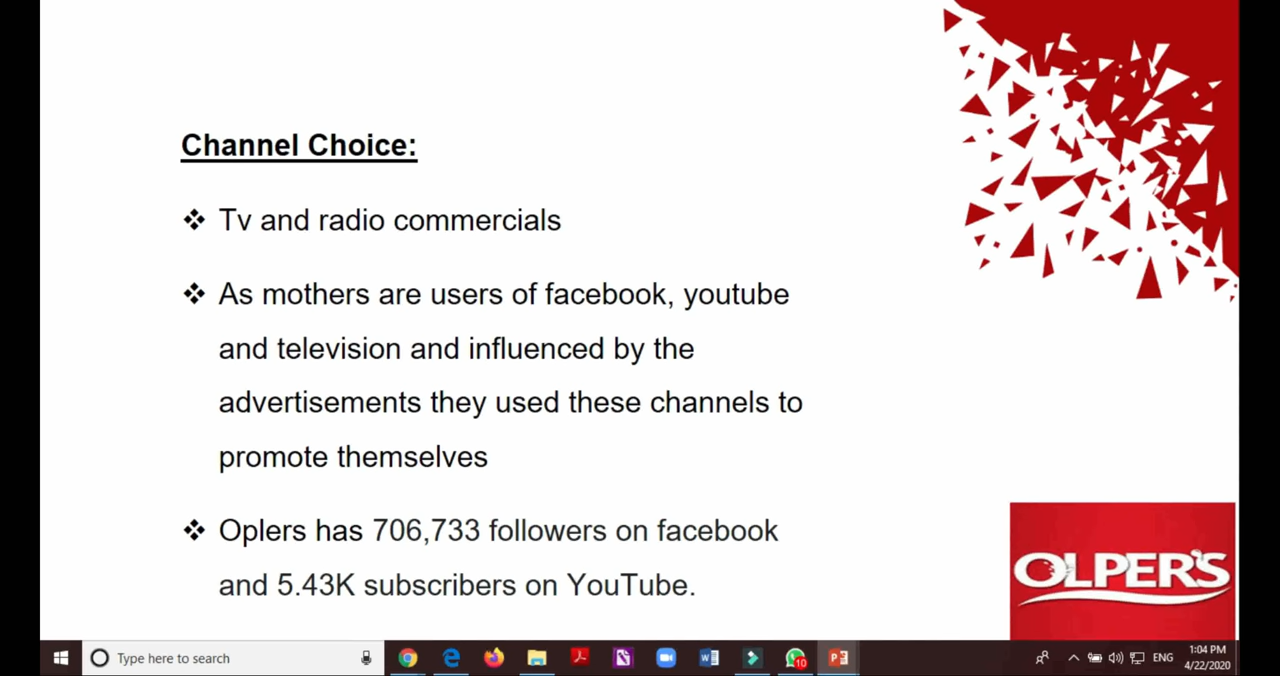 Channel Choice:
❖ Tv and radio commercials
❖ As mothers are users of facebook, youtube
and television and influenced by the
advertisements they used these channels to
promote themselves
❖ Oplers has 706,733 followers on facebook
and 5.43K subscribers on YouTube.
OLPER'S
Type here to search
10
ENG
1:04 PM
4/22/2020